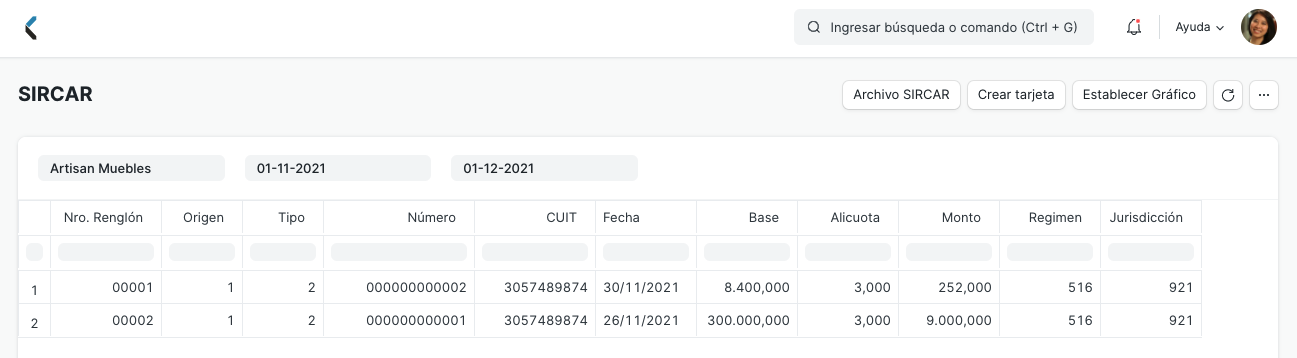 Ingresar búsqueda o comando (Ctrl + G) Ayuda
SIRCAR Archivo SIRCAR Crear tarjeta Establecer Gráfico ...
Artisan Muebles 01-11-2021 01-12-2021
Nro. Renglón Origen Tipo Número CUIT Fecha Base Alicuota Monto Regimen Jurisdicción
1 00001 1 2 000000000002 3057489874 30/11/2021 8.400,000 3,000 252,000 516 921
2 00002 1 2 000000000001 3057489874 26/11/2021 300.000,000 3,000 9.000,000 516 921